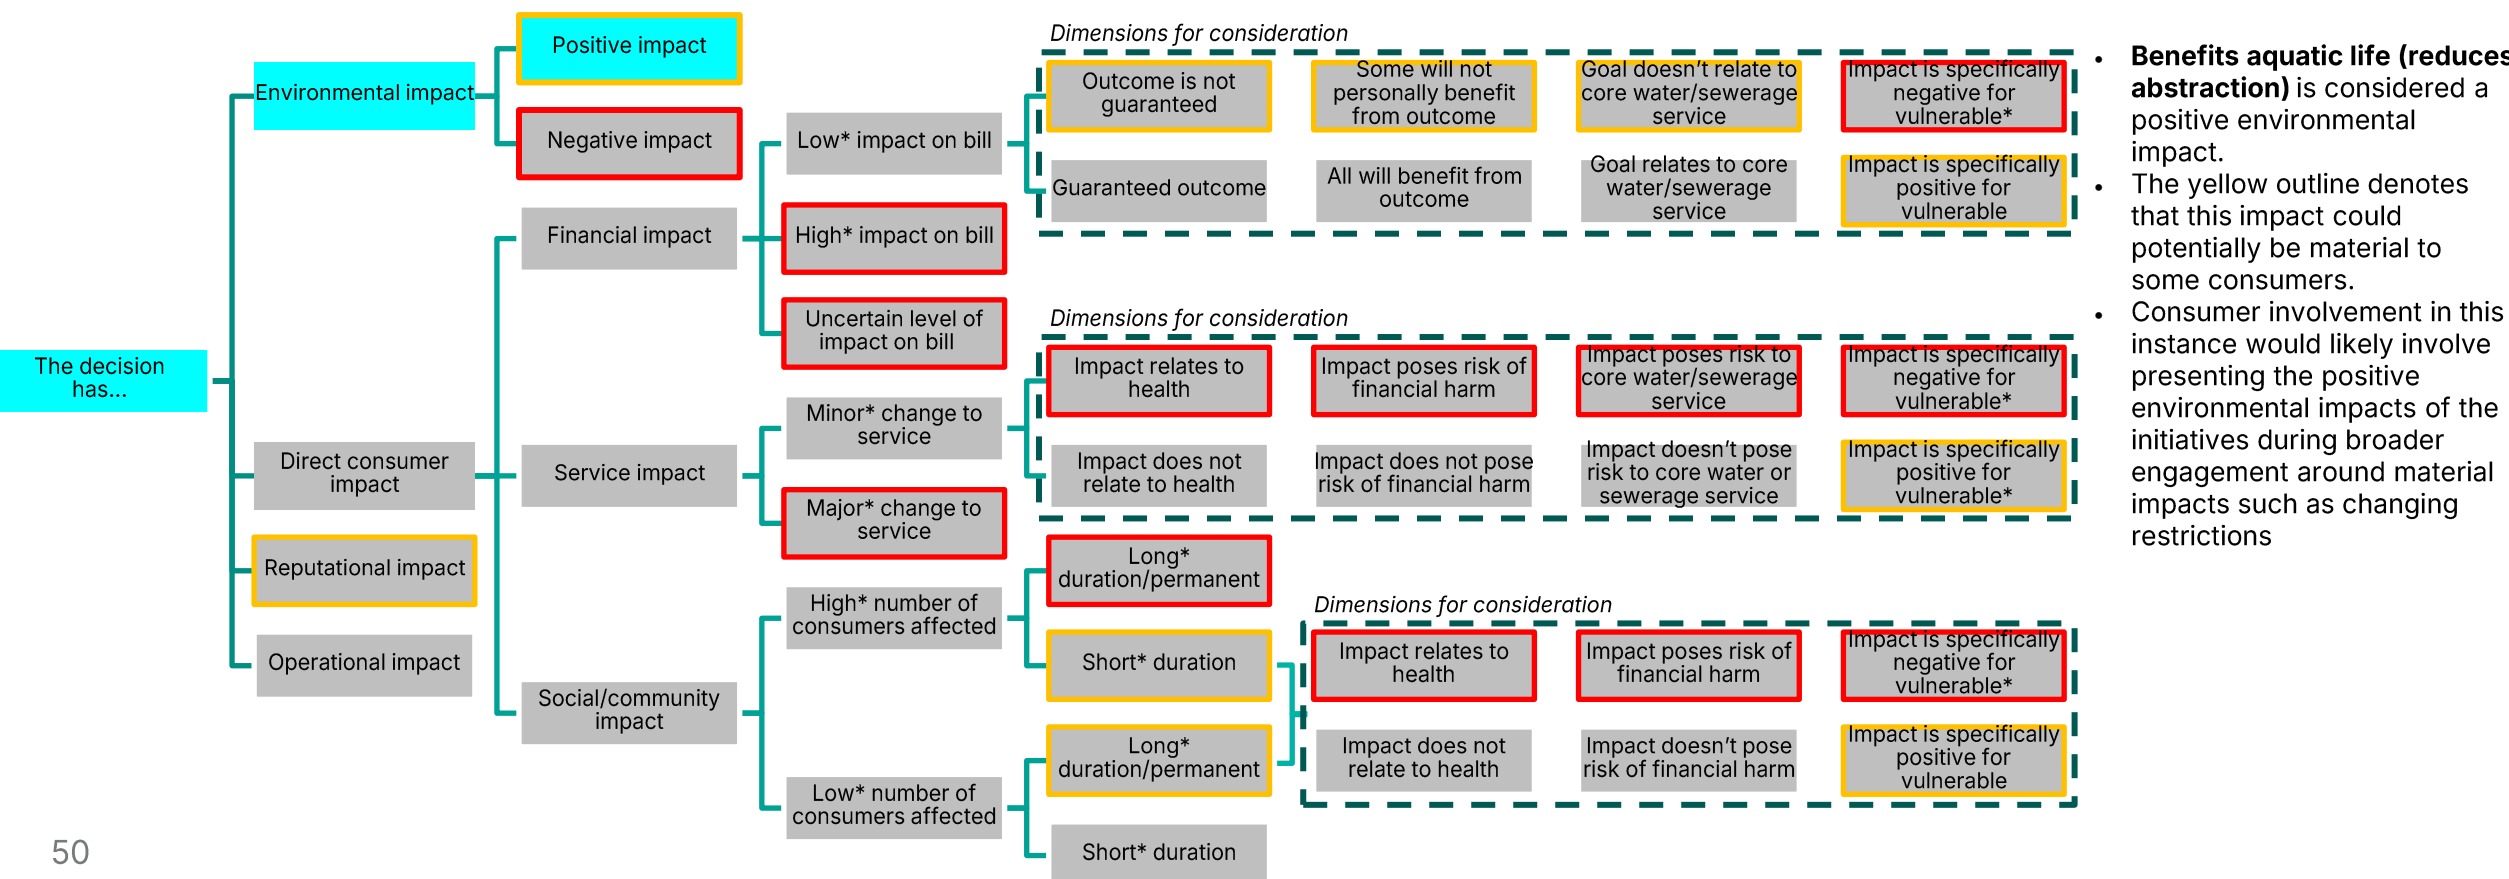 The decision
has...
Environmental impact
Direct consumer
impact
Reputational impact
Operational impact
Positive impact
Negative impact
Financial impact
Service impact
Social/community
impact
Low* impact on bill
High* impact on bill
Uncertain level of
impact on bill
Minor* change to
service
Major* change to
service
High* number of
consumers affected
Low* number of
consumers affected
Dimensions for consideration
Outcome is not
guaranteed
Some will not
personally benefit
from outcome
Goal doesn’t relate to
core water/sewerage
service
Impact is specifically
negative for
vulnerable*
Guaranteed outcome
All will benefit from
outcome
Goal relates to core
water/sewerage
service
Impact is specifically
positive for
vulnerable
Dimensions for consideration
Impact relates to
health
Impact poses risk of
financial harm
Impact poses risk to
core water/sewerage
service
Impact is specifically
negative for
vulnerable*
Impact does not
relate to health
Impact does not pose
risk of financial harm
Impact doesn’t pose
risk to core water or
sewerage service
Impact is specifically
positive for
vulnerable*
Long*
duration/permanent
Short* duration
Long*
duration/permanent
Short* duration
Dimensions for consideration
Impact relates to
health
Impact poses risk of
financial harm
Impact is specifically
negative for
vulnerable*
Impact does not
relate to health
Impact doesn’t pose
risk of financial harm
Impact is specifically
positive for
vulnerable
• Benefits aquatic life (reduces
abstraction) is considered a
positive environmental
impact.
• The yellow outline denotes
that this impact could
potentially be material to
some consumers.
• Consumer involvement in this
instance would likely involve
presenting the positive
environmental impacts of the
initiatives during broader
engagement around material
impacts such as changing
restrictions
50